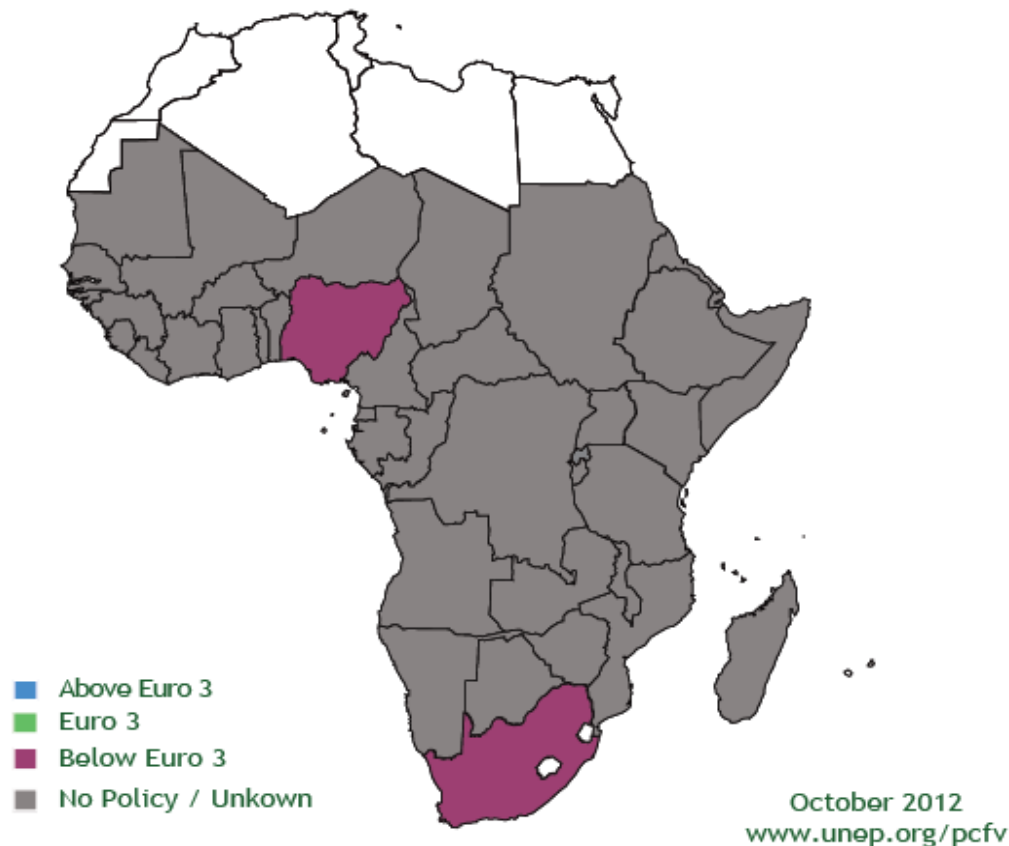 Above Euro 3
Euro 3
Below Euro 3
No Policy / Unkown
October 2012
www.unep.org/pcfv